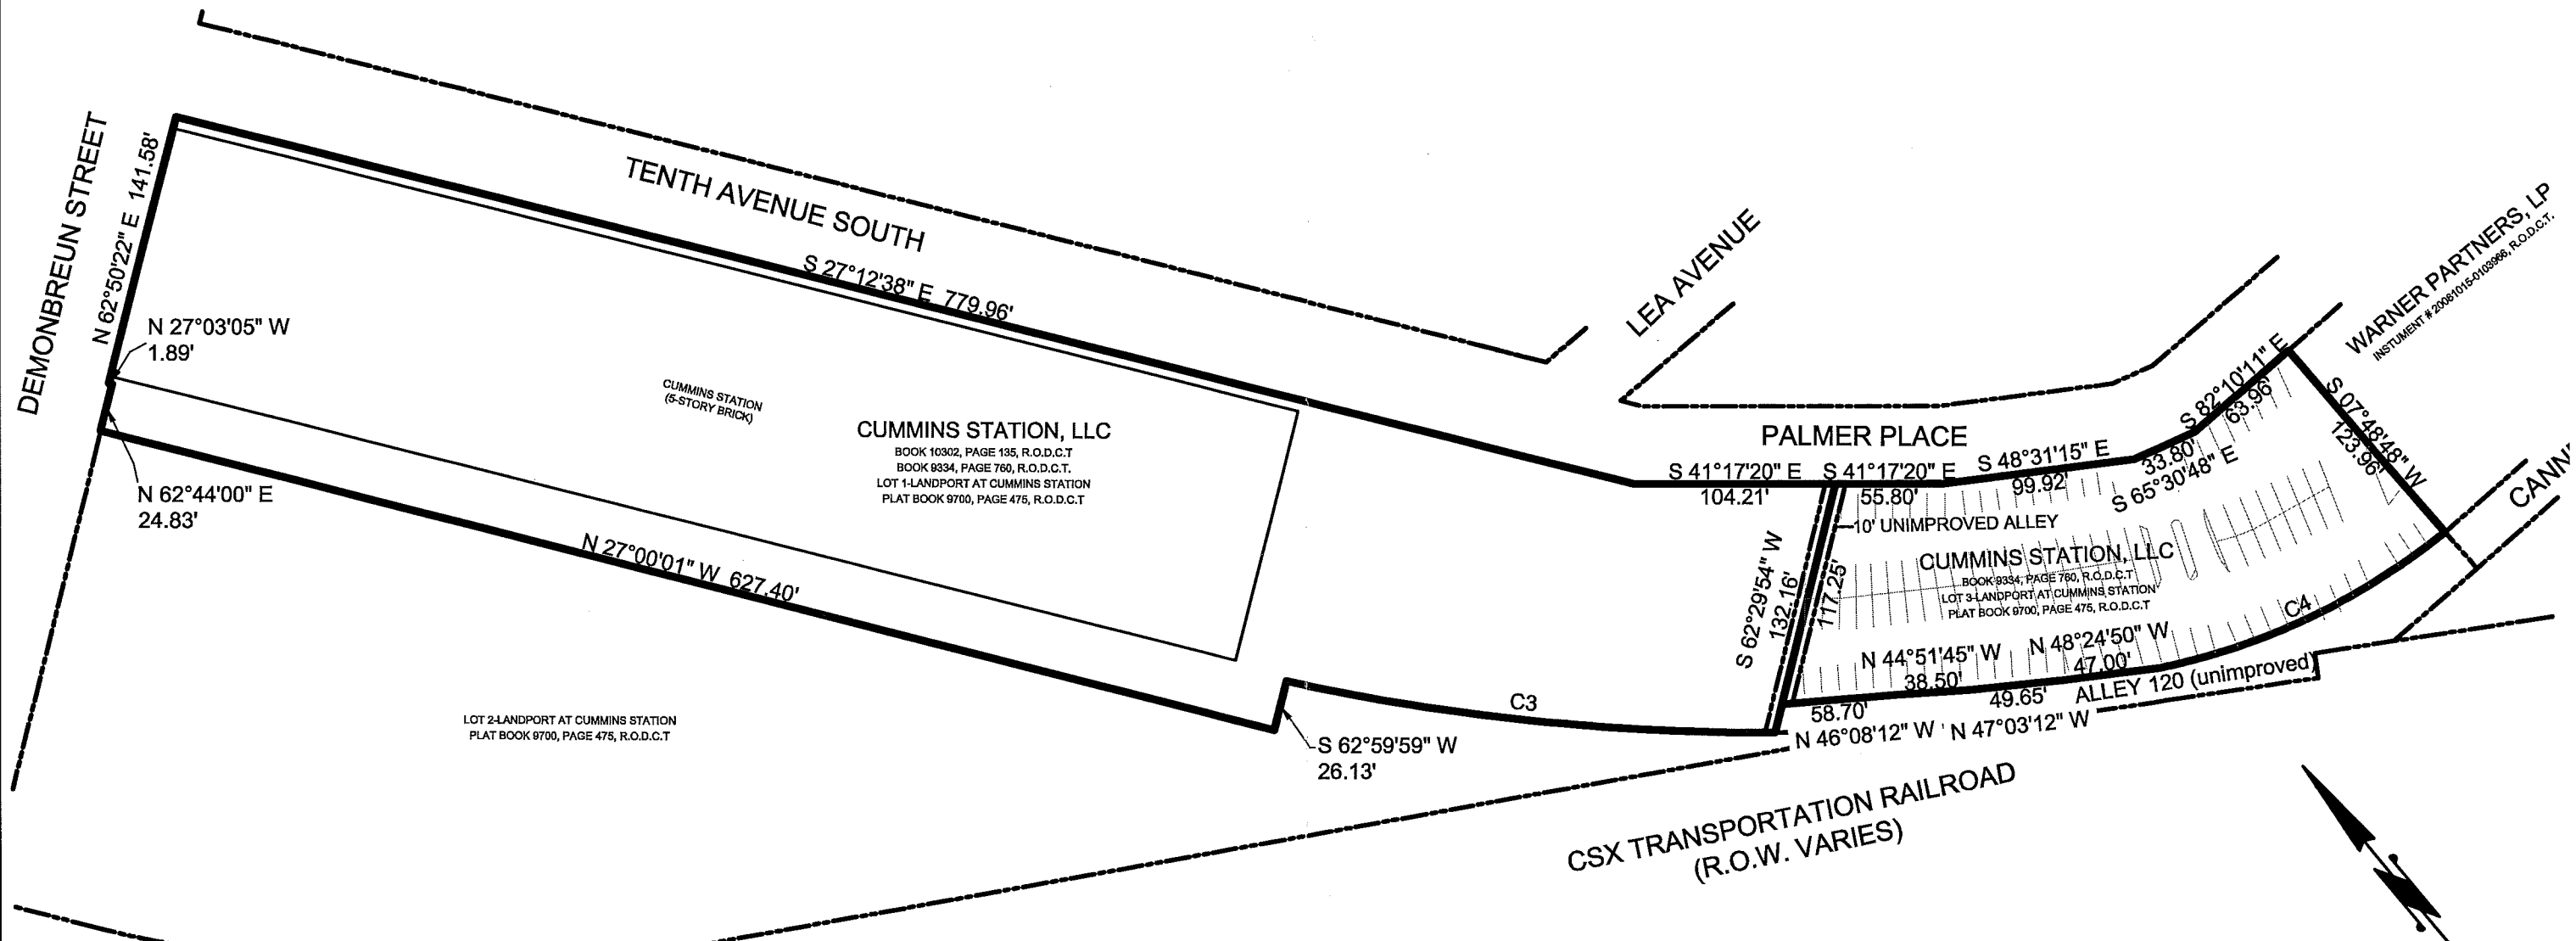 DEMONBREUN STREET
N 62°50'22" E 141.58'
N 27°03'05" W
1.89'
N 62°44'00" E
24.83'
TENTH AVENUE SOUTH
S 27°12'38" E 779.96'
CUMMINS STATION
(5-STORY BRICK)
CUMMINS STATION, LLC
BOOK 10302, PAGE 135, R.O.D.C.T
BOOK 9334, PAGE 760, R.O.D.C.T.
LOT 1-LANDPORT AT CUMMINS STATION
PLAT BOOK 9700, PAGE 475, R.O.D.C.T
N 27°00'01" W 627.40'
LOT 2-LANDPORT AT CUMMINS STATION
PLAT BOOK 9700, PAGE 475, R.O.D.C.T
S 62°59'59" W
26.13'
C3
LEA AVENUE
PALMER PLACE
S 41°17'20" E
104.21'
S 41°17'20" E
55.80'
S 48°31'15" E
99.92'
33.80'
S 65°30'48" E
S 82°10'11" E
63.96'
WARNER PARTNERS, LP
INSTUMENT # 20081015-0103966, R.O.D.C.T.
S 07°48'48" W
123.96'
10' UNIMPROVED ALLEY
S 62°29'54" W
132.16'
117.25'
CUMMINS STATION, LLC
BOOK 9334, PAGE 760, R.O.D.C.T
LOT 3-LANDPORT AT CUMMINS STATION
PLAT BOOK 9700, PAGE 475, R.O.D.C.T
C4
CANN
N 44°51'45" W
38.50'
N 48°24'50" W
47.00'
58.70'
N 46°08'12" W
49.65'
N 47°03'12" W
ALLEY 120 (unimproved)
CSX TRANSPORTATION RAILROAD
(R.O.W. VARIES)